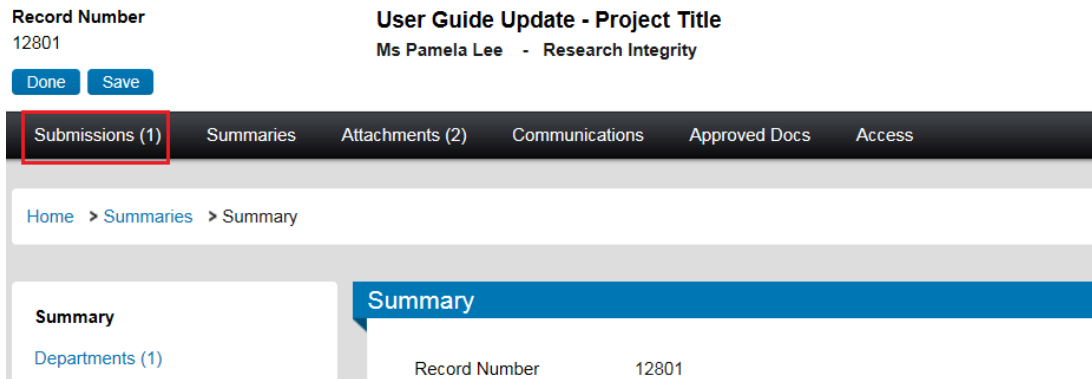 Record Number
12801
Done Save
User Guide Update - Project Title
Ms Pamela Lee - Research Integrity
Submissions (1) Summaries Attachments (2) Communications Approved Docs Access
Home > Summaries > Summary
Summary
Departments (1)
Summary
Record Number 12801